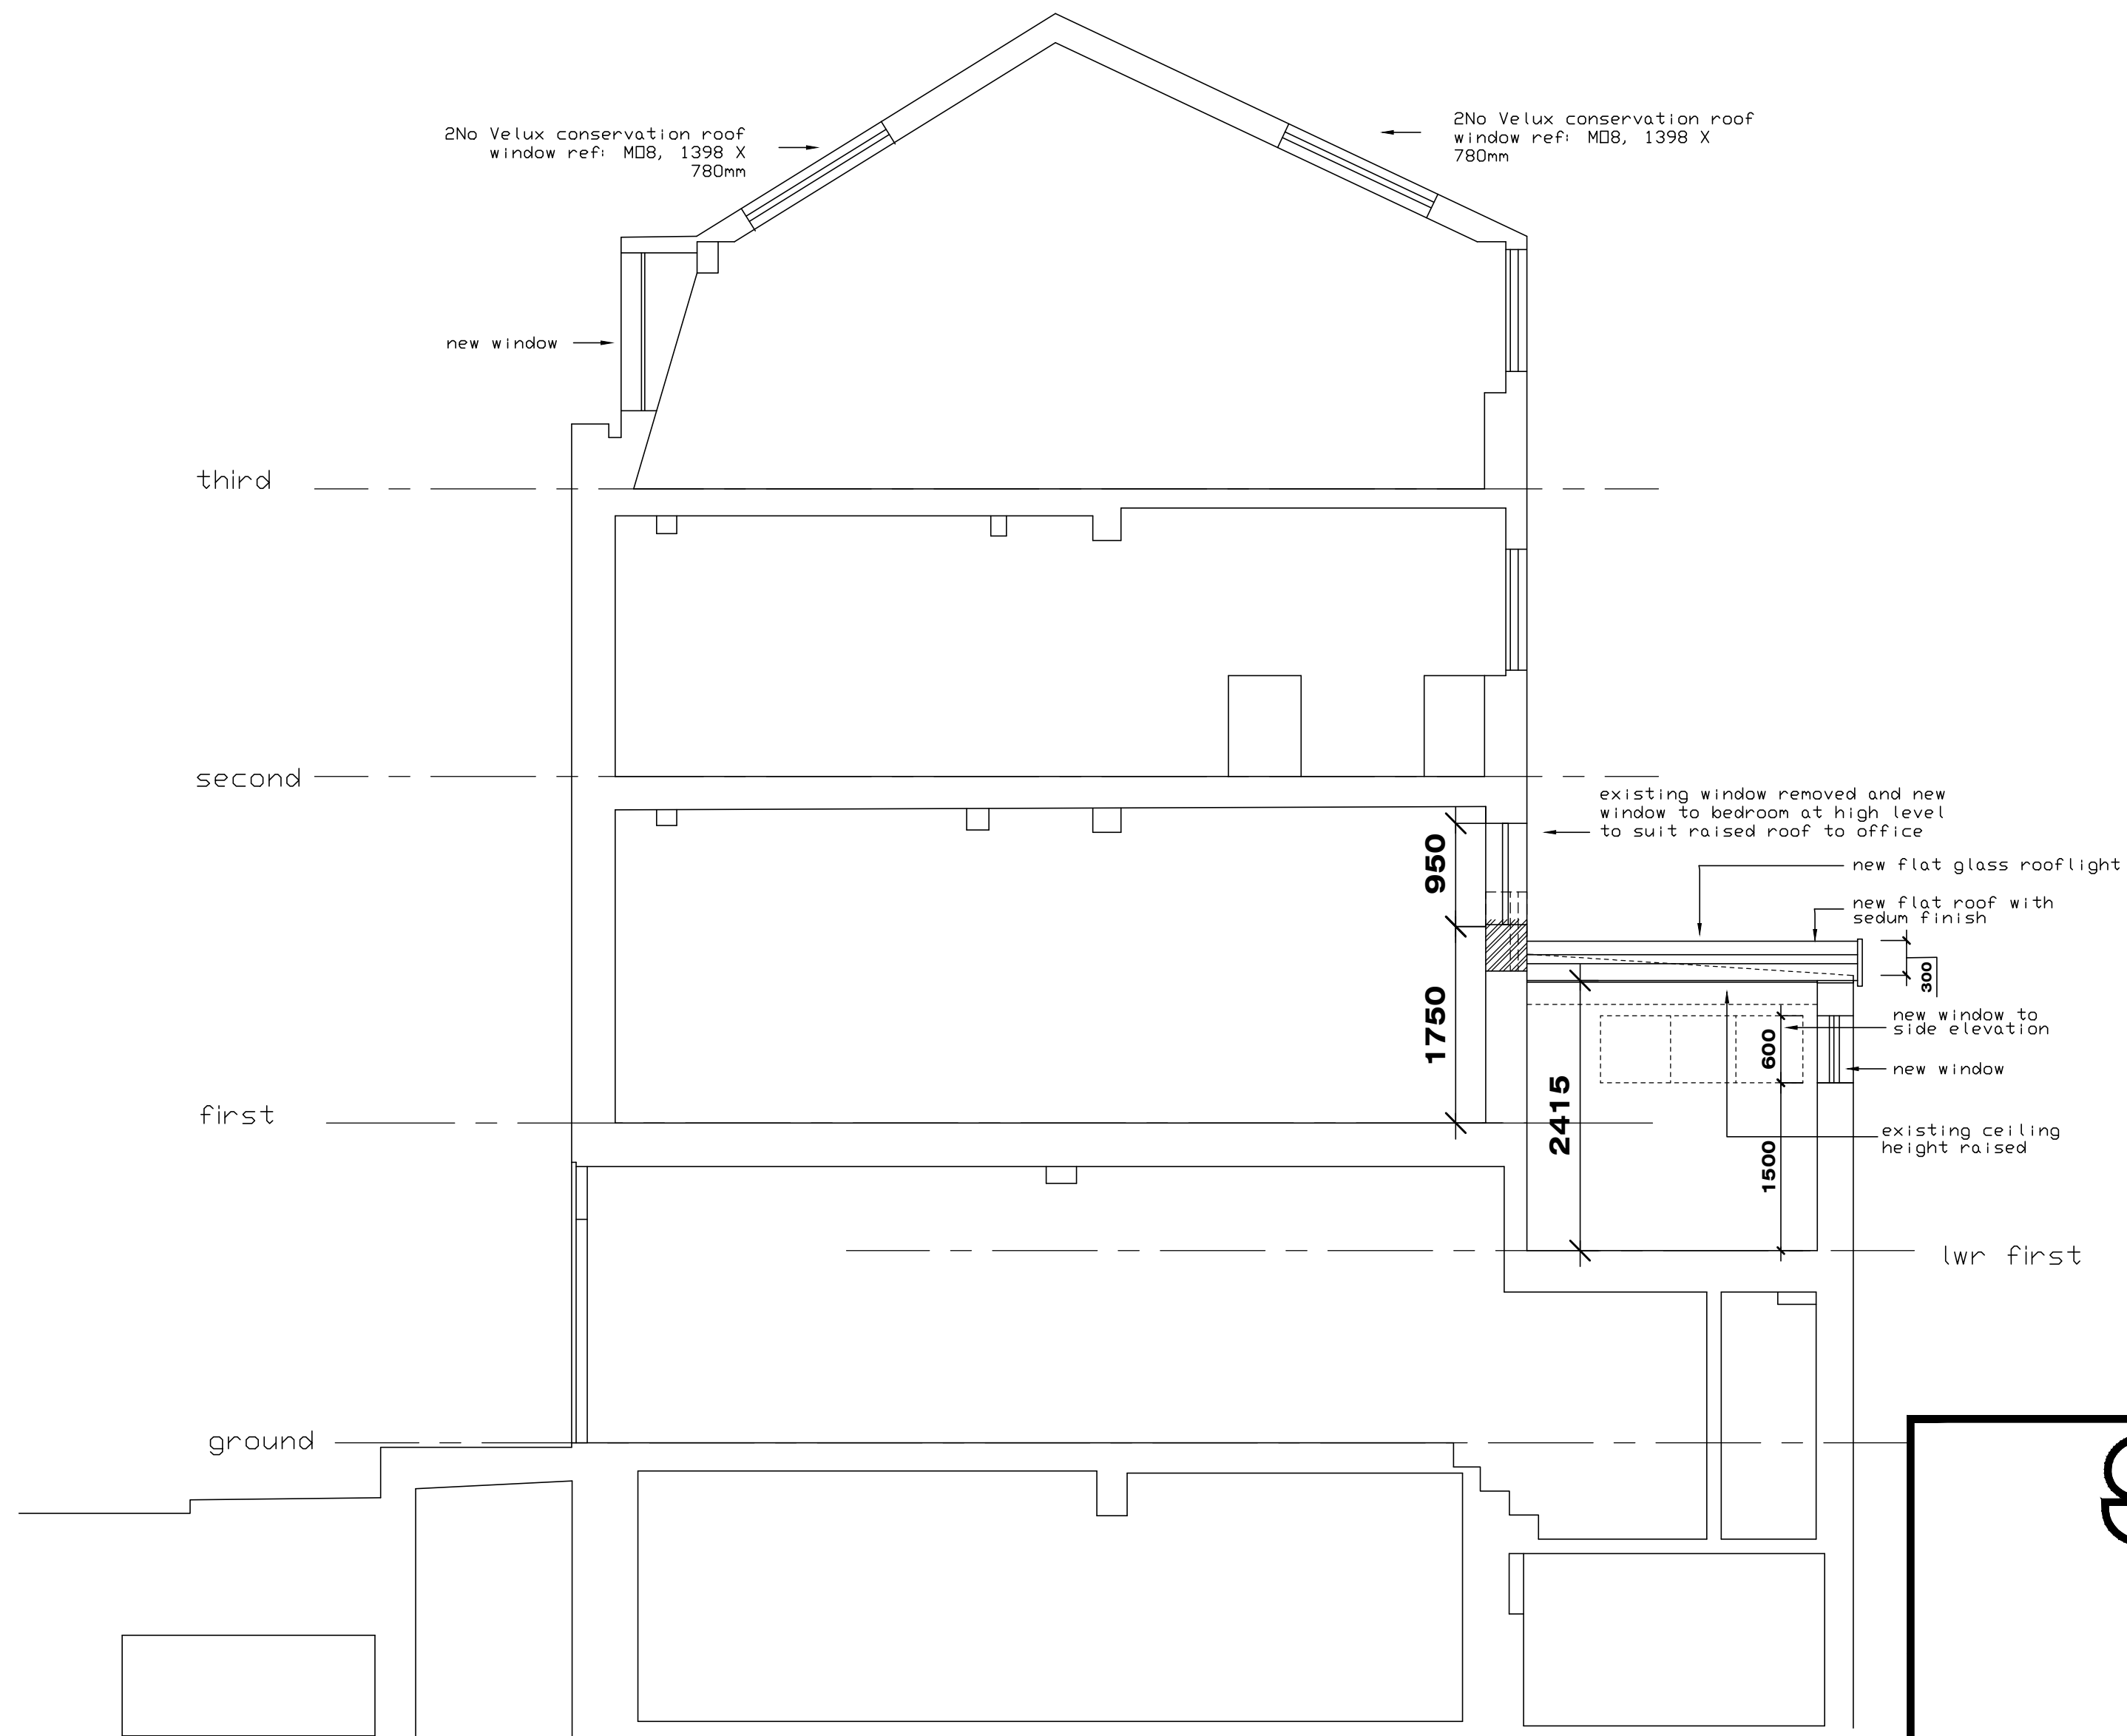 2No Velux conservation roof
window ref: M08, 1398 X
780mm
2No Velux conservation roof
window ref: M08, 1398 X
780mm
new window
third
second
existing window removed and new
window to bedroom at high level
to suit raised roof to office
950
new flat glass rooflight
new flat roof with
sedum finish
300
1750
new window to
side elevation
600
new window
2415
first
existing ceiling
height raised
1500
lwr first
ground